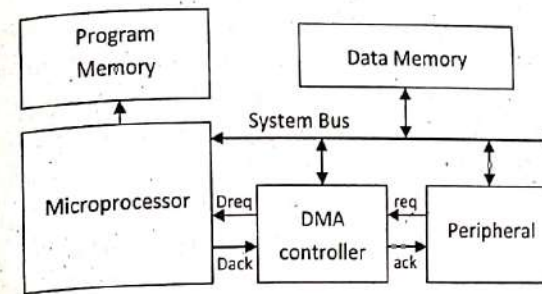 Program
Memory
Data Memory
System Bus
Microprocessor
Dreq
Dack
DMA
controller
req
ack
Peripheral